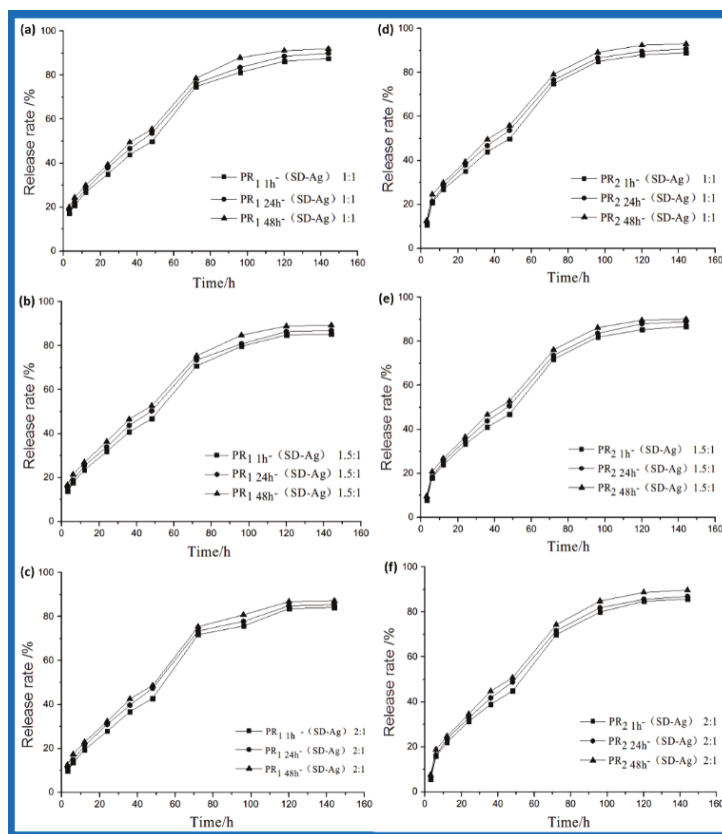 (a)
100
80
60
40
20
0
Release rate /%
PR1 1h-（SD-Ag） 1:1
PR1 24h-（SD-Ag）1:1
PR1 48h-（SD-Ag）1:1
0 20 40 60 80 100 120 140 160
Time/h
(d)
100
80
60
40
20
0
Release rate /%
PR2 1h-（SD-Ag） 1:1
PR2 24h-（SD-Ag） 1:1
PR2 48h-（SD-Ag） 1:1
0 20 40 60 80 100 120 140 160
Time/h
(b)
100
80
60
40
20
0
Release rate /%
PR1 1h-（SD-Ag） 1.5:1
PR1 24h-（SD-Ag） 1.5:1
PR1 48h-（SD-Ag） 1.5:1
0 20 40 60 80 100 120 140 160
Time/h
(e)
100
80
60
40
20
0
Release rate /%
PR2 1h-（SD-Ag） 1.5:1
PR2 24h-（SD-Ag） 1.5:1
PR2 48h-（SD-Ag） 1.5:1
0 20 40 60 80 100 120 140 160
Time/h
(c)
100
80
60
40
20
0
Release rate /%
PR1 1h -（SD-Ag） 2:1
PR1 24h-（SD-Ag） 2:1
PR1 48h-（SD-Ag） 2:1
0 20 40 60 80 100 120 140 160
Time/h
(f)
100
80
60
40
20
0
Release rate /%
PR2 1h-（SD-Ag） 2:1
PR2 24h-（SD-Ag） 2:1
PR2 48h-（SD-Ag） 2:1
0 20 40 60 80 100 120 140 160
Time/h